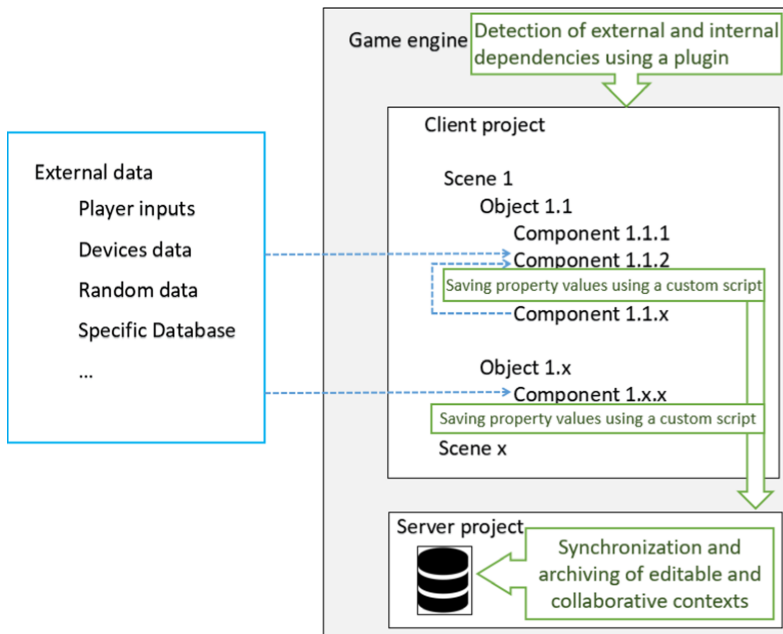 Game engine
Detection of external and internal
dependencies using a plugin
Client project
External data
Player inputs
Devices data
Random data
Specific Database
...
Scene 1
Object 1.1
Component 1.1.1
Component 1.1.2
Saving property values using a custom script
Component 1.1.x
Object 1.x
Component 1.x.x
Saving property values using a custom script
Scene x
Server project
Synchronization and
archiving of editable and
collaborative contexts